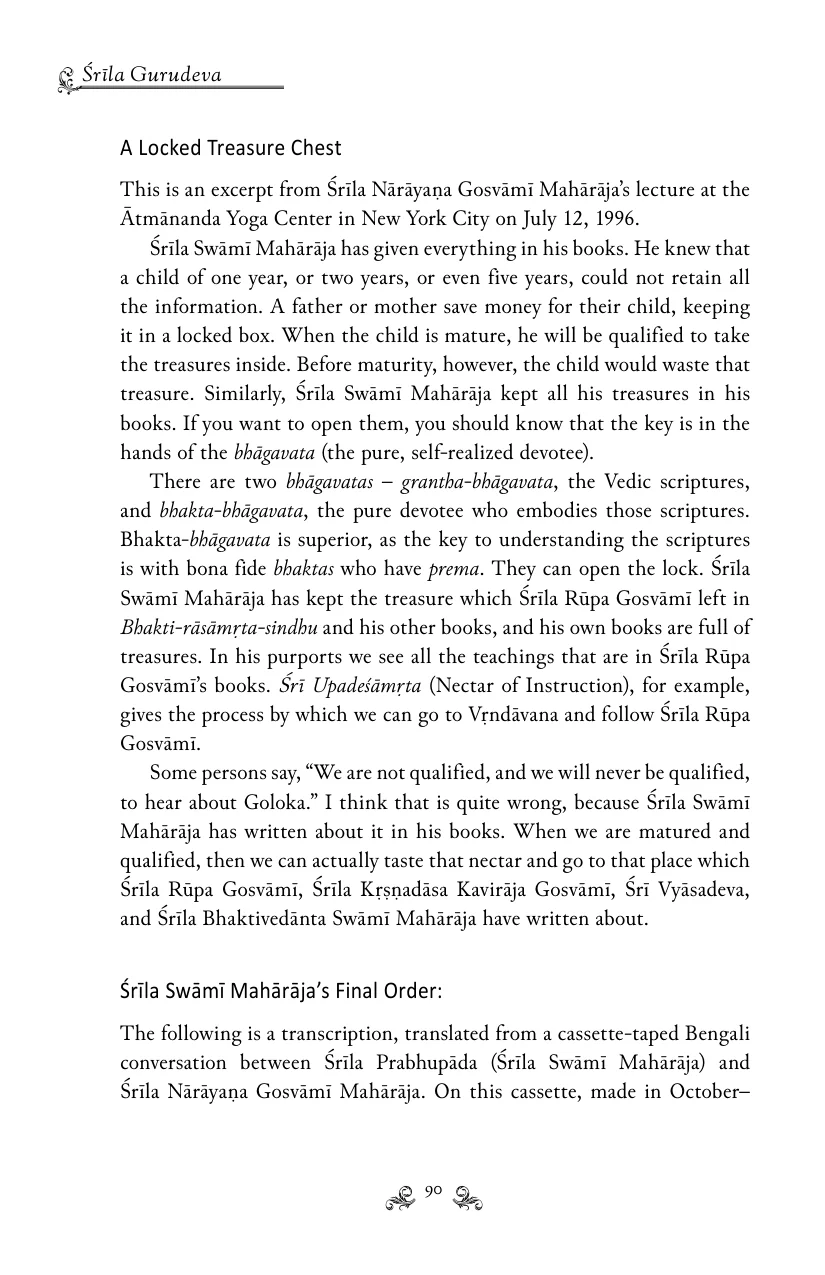 Śrīla Gurudeva
A Locked Treasure Chest
This is an excerpt from Śrīla Nārāyaṇa Gosvāmī Mahārāja’s lecture at the
Ātmānanda Yoga Center in New York City on July 12, 1996.
Śrīla Swāmī Mahārāja has given everything in his books. He knew that
a child of one year, or two years, or even five years, could not retain all
the information. A father or mother save money for their child, keeping
it in a locked box. When the child is mature, he will be qualified to take
the treasures inside. Before maturity, however, the child would waste that
treasure. Similarly, Śrīla Swāmī Mahārāja kept all his treasures in his
books. If you want to open them, you should know that the key is in the
hands of the bhāgavata (the pure, self-realized devotee).
There are two bhāgavatas – grantha-bhāgavata, the Vedic scriptures,
and bhakta-bhāgavata, the pure devotee who embodies those scriptures.
Bhakta-bhāgavata is superior, as the key to understanding the scriptures
is with bona fide bhaktas who have prema. They can open the lock. Śrīla
Swāmī Mahārāja has kept the treasure which Śrīla Rūpa Gosvāmī left in
Bhakti-rāsāmṛta-sindhu and his other books, and his own books are full of
treasures. In his purports we see all the teachings that are in Śrīla Rūpa
Gosvāmī’s books. Śrī Upadeśāmṛta (Nectar of Instruction), for example,
gives the process by which we can go to Vṛndāvana and follow Śrīla Rūpa
Gosvāmī.
Some persons say, “We are not qualified, and we will never be qualified,
to hear about Goloka.” I think that is quite wrong, because Śrīla Swāmī
Mahārāja has written about it in his books. When we are matured and
qualified, then we can actually taste that nectar and go to that place which
Śrīla Rūpa Gosvāmī, Śrīla Kṛṣṇadāsa Kavirāja Gosvāmī, Śrī Vyāsadeva,
and Śrīla Bhaktivedānta Swāmī Mahārāja have written about.
Śrīla Swāmī Mahārāja’s Final Order:
The following is a transcription, translated from a cassette-taped Bengali
conversation between Śrīla Prabhupāda (Śrīla Swāmī Mahārāja) and
Śrīla Nārāyaṇa Gosvāmī Mahārāja. On this cassette, made in October–
90